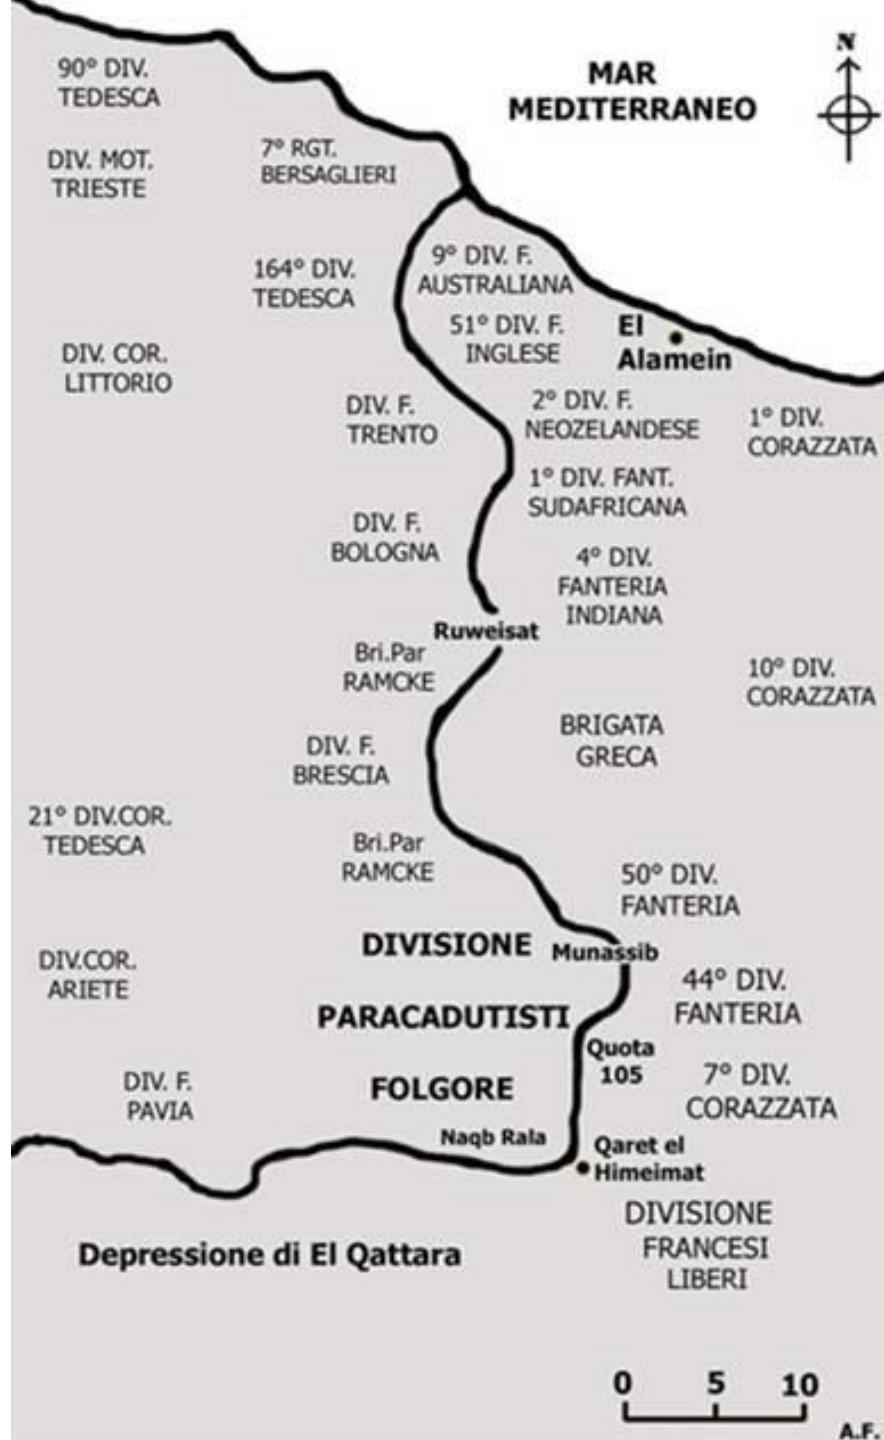 N
MAR
MEDITERRANEO
90° DIV.
TEDESCA
DIV. MOT.
TRIESTE
7° RGT.
BERSAGLIERI
164° DIV.
TEDESCA
9° DIV. F.
AUSTRALIANA
51° DIV. F.
INGLESE
El
Alamein
DIV. COR.
LITTORIO
DIV. F.
TRENTO
2° DIV. F.
NEOZELANDESE
1° DIV.
CORAZZATA
1° DIV. FANT.
SUDAFRICANA
DIV. F.
BOLOGNA
4° DIV.
FANTERIA
INDIANA
Ruweisat
Bri.Par
RAMCKE
10° DIV.
CORAZZATA
BRIGATA
GRECA
DIV. F.
BRESCIA
21° DIV.COR.
TEDESCA
Bri.Par
RAMCKE
50° DIV.
FANTERIA
DIVISIONE
Munassib
DIV.COR.
ARIETE
44° DIV.
FANTERIA
PARACADUTISTI
Quota
105
7° DIV.
CORAZZATA
FOLGORE
DIV. F.
PAVIA
Naqb Rala
Qaret el
Himeimat
DIVISIONE
FRANCESI
LIBERI
Depressione di El Qattara
0 5 10
A.F.